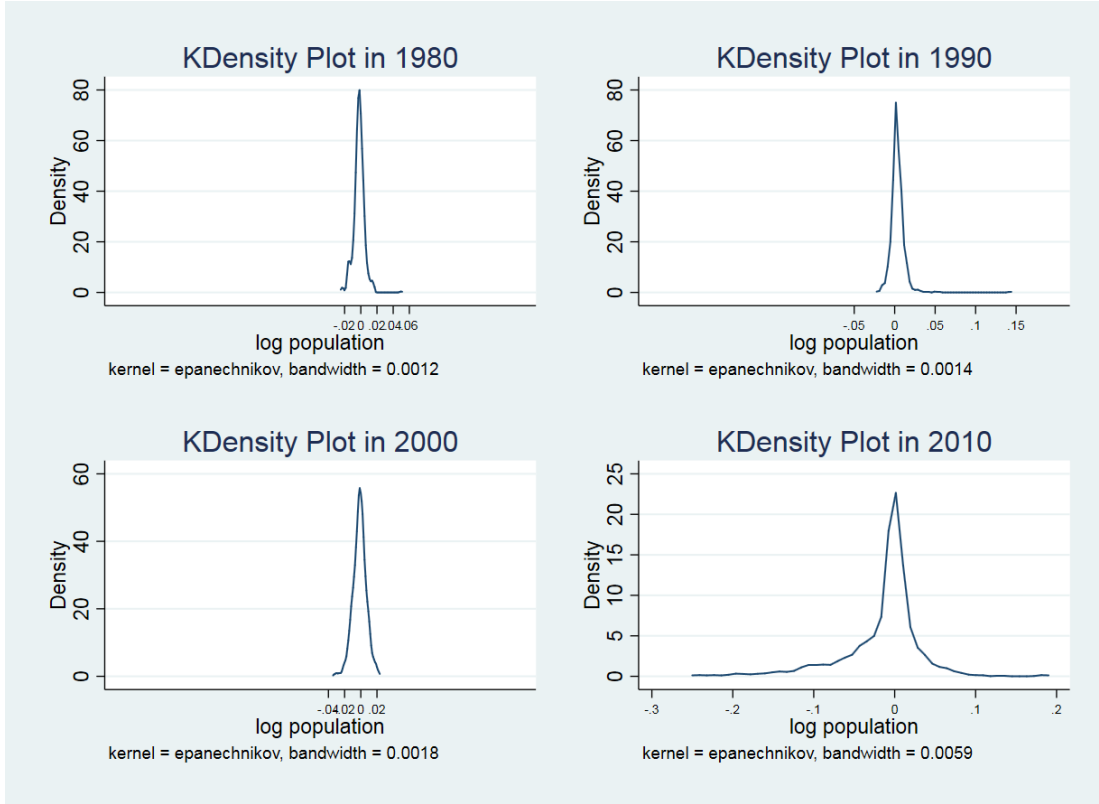 KDensity Plot in 1980
Density
80
60
40
20
0
-.02 0 .02 .04 .06
log population
kernel = epanechnikov, bandwidth = 0.0012
KDensity Plot in 1990
Density
80
60
40
20
0
-.05 0 .05 .1 .15
log population
kernel = epanechnikov, bandwidth = 0.0014
KDensity Plot in 2000
Density
60
40
20
0
-.04 -.02 0 .02
log population
kernel = epanechnikov, bandwidth = 0.0018
KDensity Plot in 2010
Density
25
20
15
10
5
0
-.3 -.2 -.1 0 .1 .2
log population
kernel = epanechnikov, bandwidth = 0.0059